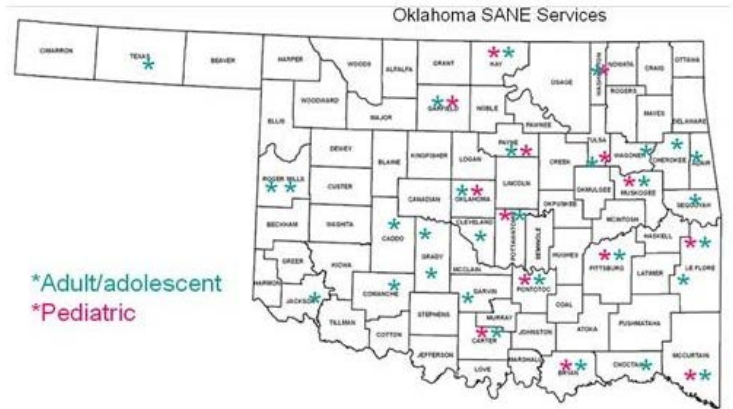 Oklahoma SANE Services
CIMARRON
TEXAS
BEAVER
HARPER
WOODS
ALFALFA
GRANT
KAY
OSAGE
WASHINGTON
NOWATA
CRAIG
OTTAWA
ROGERS
WOODWARD
MAJOR
GARFIELD
NOBLE
PAWNEE
MAYES
DELAWARE
ELLIS
DEWEY
BLAINE
KINGFISHER
LOGAN
PAYNE
CREEK
TULSA
WAGONER
CHEROKEE
ADAIR
ROGER MILLS
CUSTER
CANADIAN
OKLAHOMA
LINCOLN
OKFUSKEE
OKMULGEE
MUSKOGEE
SEQUOYAH
BECKHAM
WASHITA
CADDO
GRADY
CLEVELAND
POTTAWATOMIE
SEMINOLE
HUGHES
MCINTOSH
HASKELL
GREER
KIOWA
MCCLAIN
PITTSBURG
LATIMER
LE FLORE
HARMON
JACKSON
COMANCHE
GARVIN
PONTOTOC
COAL
*Adult/adolescent
*Pediatric
TILLMAN
COTTON
STEPHENS
MURRAY
CARTER
JOHNSTON
ATOKA
PUSHMATAHA
JEFFERSON
LOVE
MARSHALL
BRYAN
CHOCTAW
MCCURTAIN